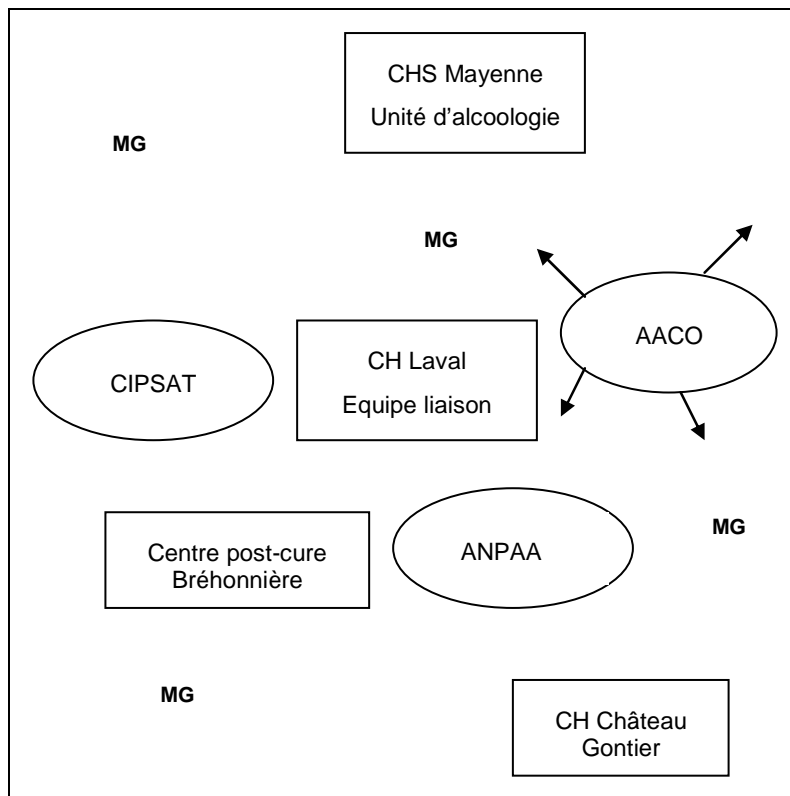 CHS Mayenne
Unité d'alcoologie
MG
MG
AACO
CIPSAT
CH Laval
Equipe liaison
MG
Centre post-cure
Bréhonnière
ANPAA
MG
CH Château
Gontier